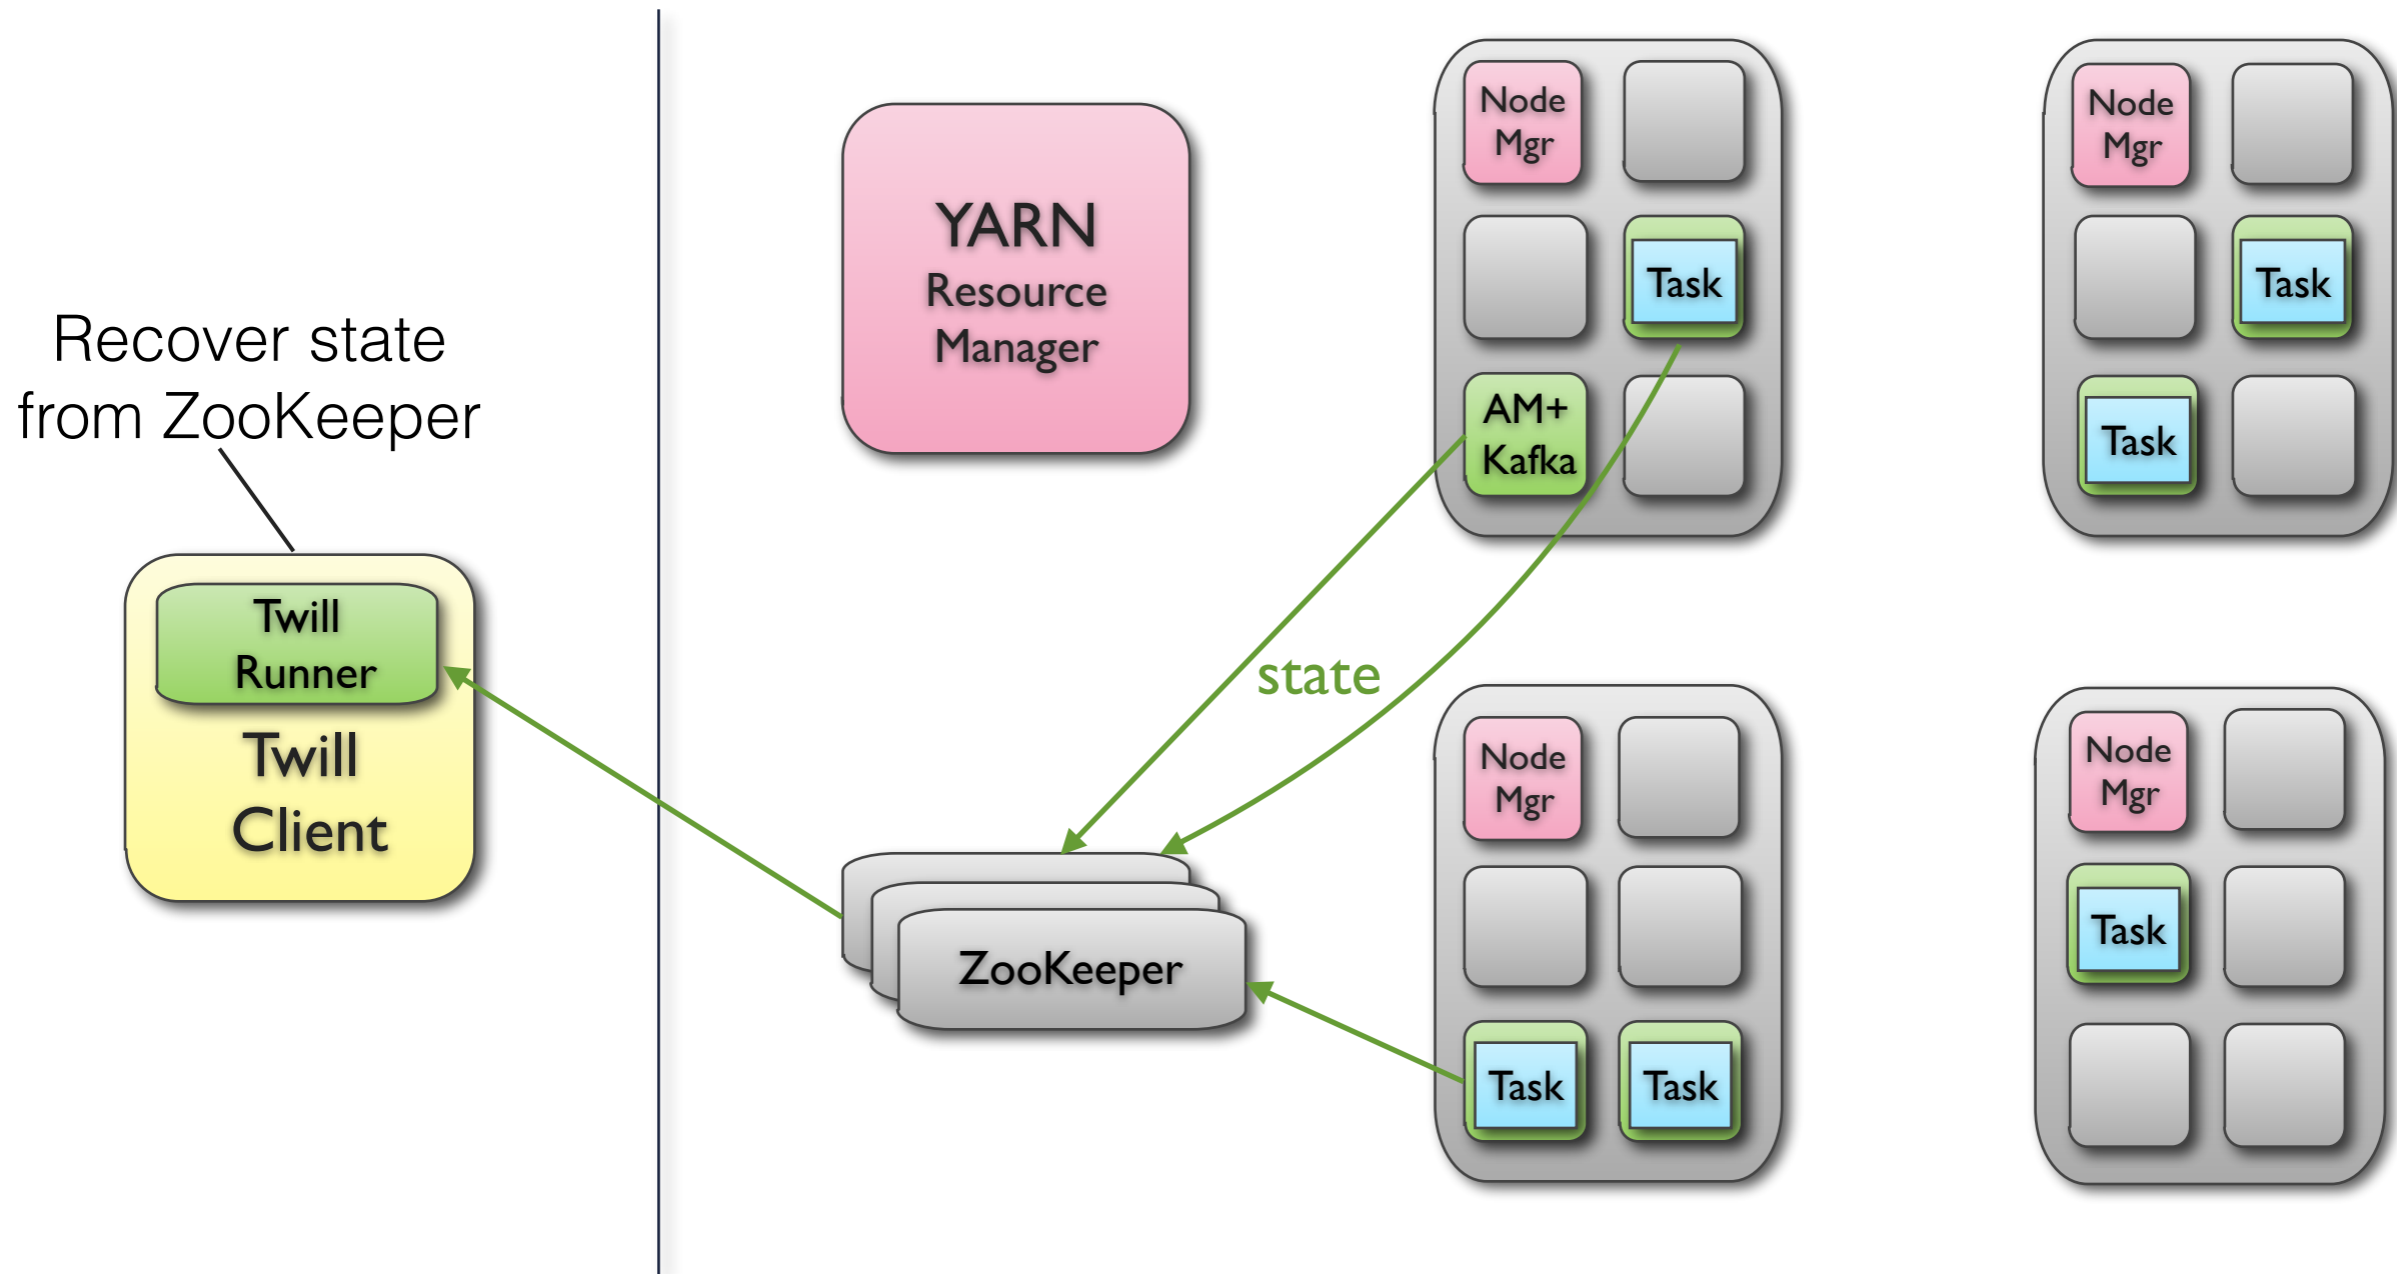 Recover state
from ZooKeeper
Twill
Runner
Twill
Client
YARN
Resource
Manager
state
ZooKeeper
Node
Mgr
Task
AM+
Kafka
Node
Mgr
Task
Task
Node
Mgr
Task
Task
Node
Mgr
Task